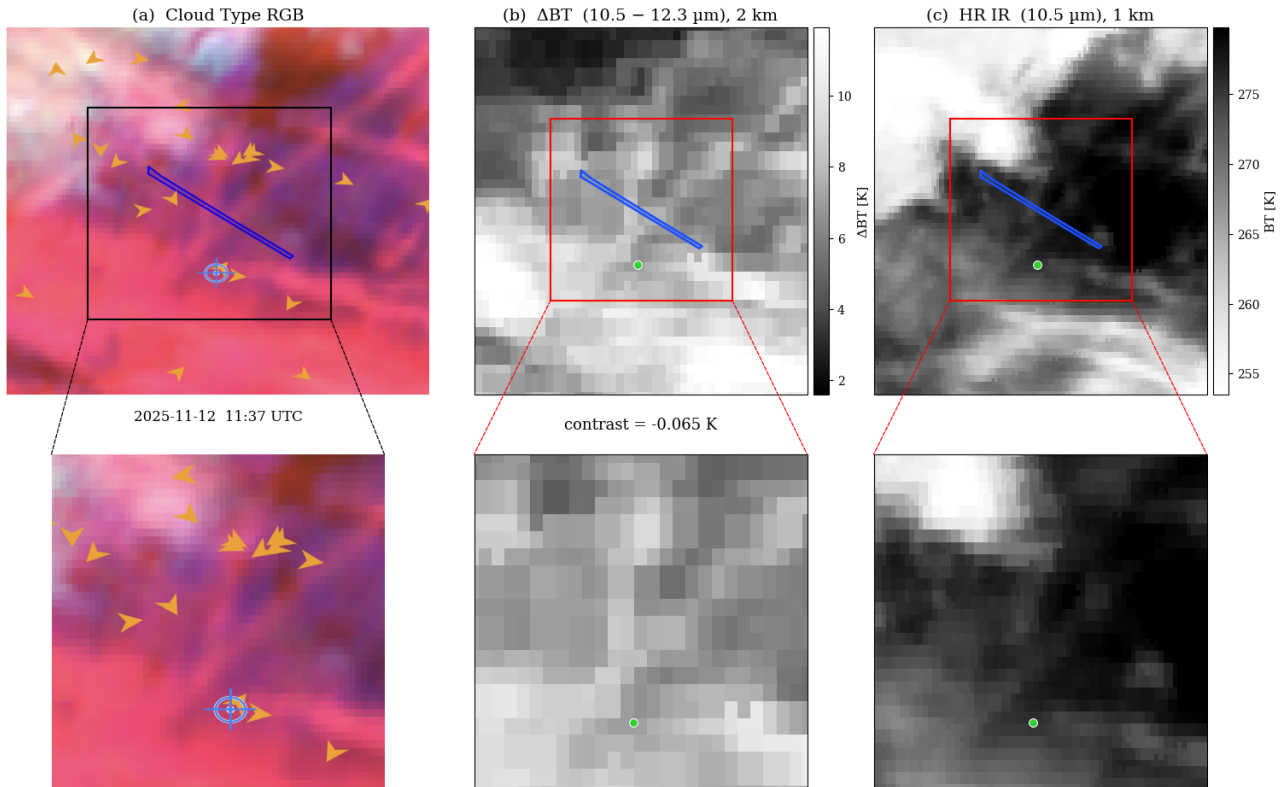 (a) Cloud Type RGB
(b) ΔBT (10.5 − 12.3 µm), 2 km
(c) HR IR (10.5 µm), 1 km
10
8
6
4
2
ΔBT [K]
275
270
265
260
255
BT [K]
2025-11-12 11:37 UTC
contrast = -0.065 K